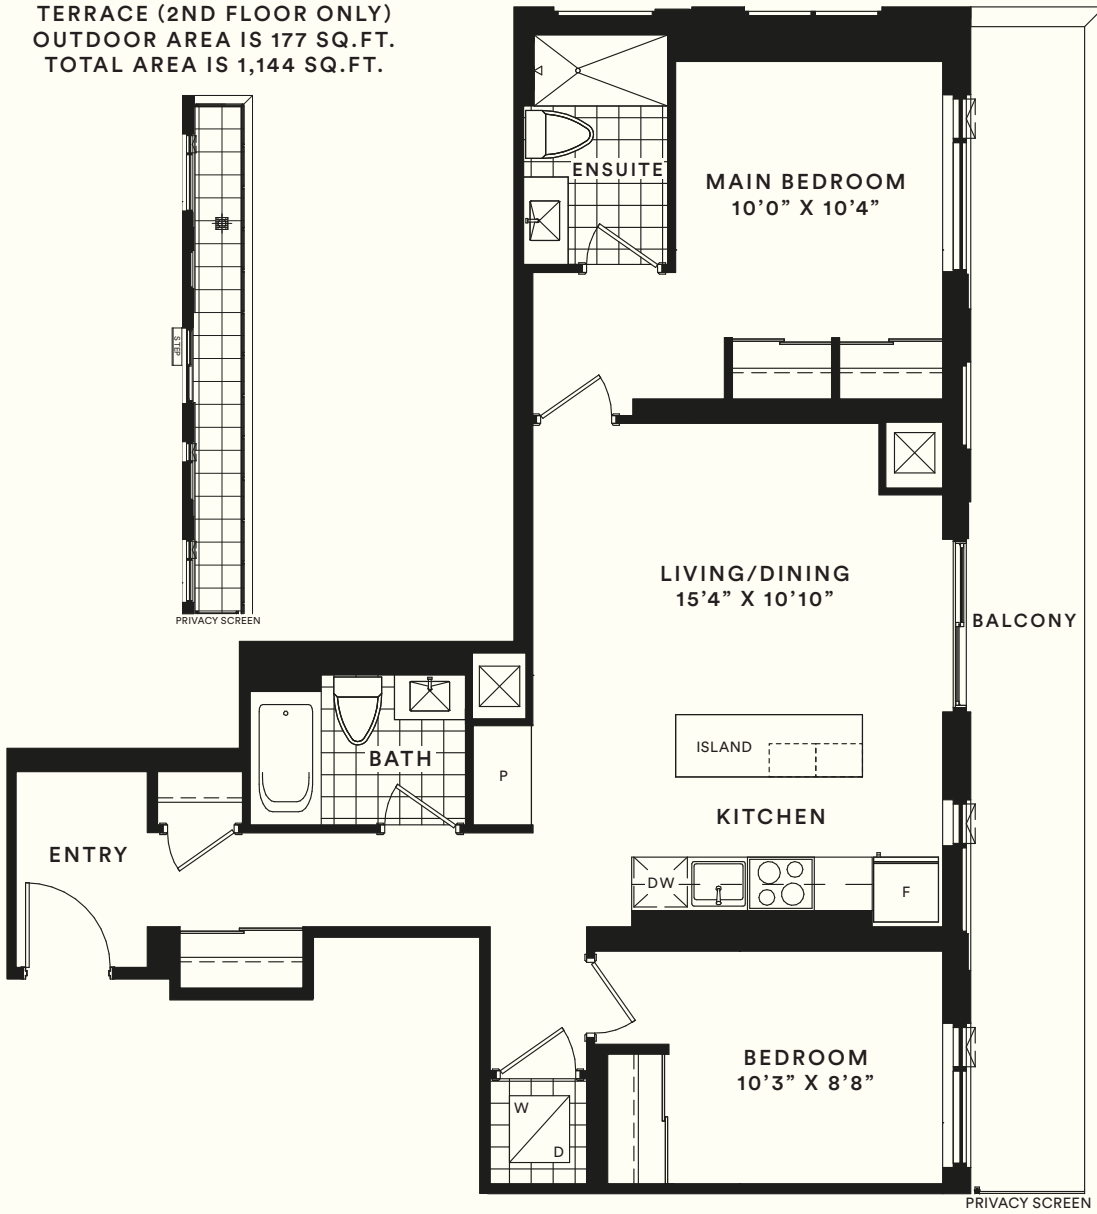 TERRACE (2ND FLOOR ONLY)
OUTDOOR AREA IS 177 SQ.FT.
TOTAL AREA IS 1,144 SQ.FT.
STEP
PRIVACY SCREEN
ENSUITE
MAIN BEDROOM
10’0” X 10’4”
LIVING/DINING
15’4” X 10’10”
BALCONY
ISLAND
BATH
P
KITCHEN
ENTRY
DW
F
BEDROOM
10’3” X 8’8”
W
D
PRIVACY SCREEN